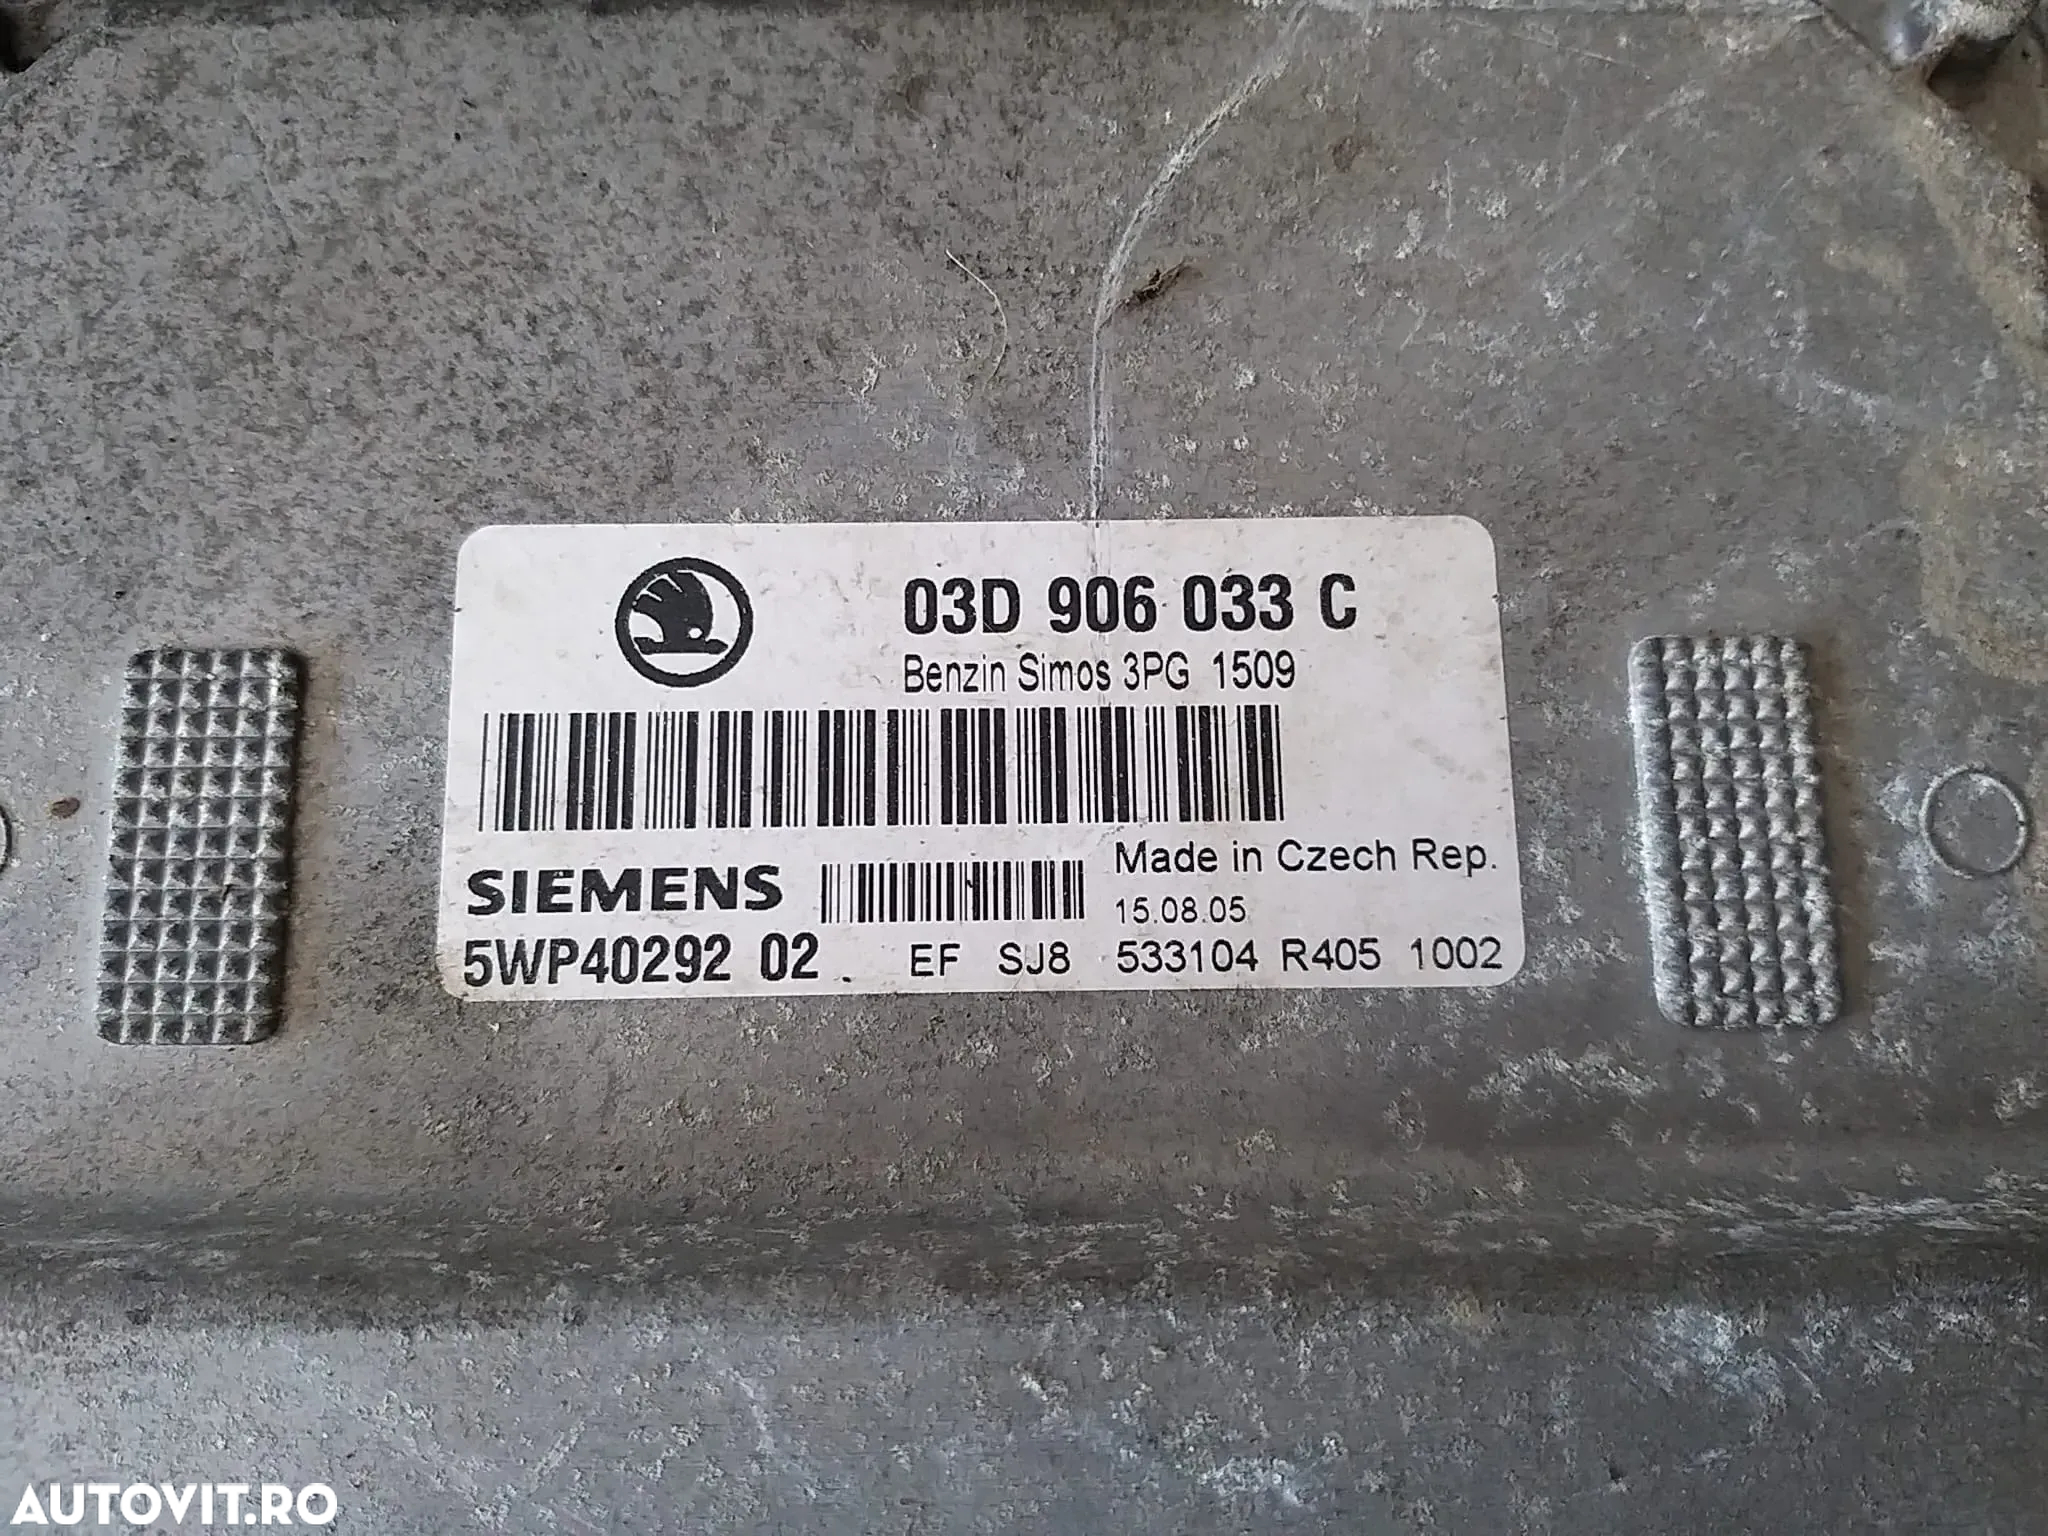 03D 906 033 C
Benzin Simos 3PG 1509
SIEMENS
Made in Czech Rep.
15.08.05
5WP40292 02 EF SJ8 533104 R405 1002
AUTOVIT.RO